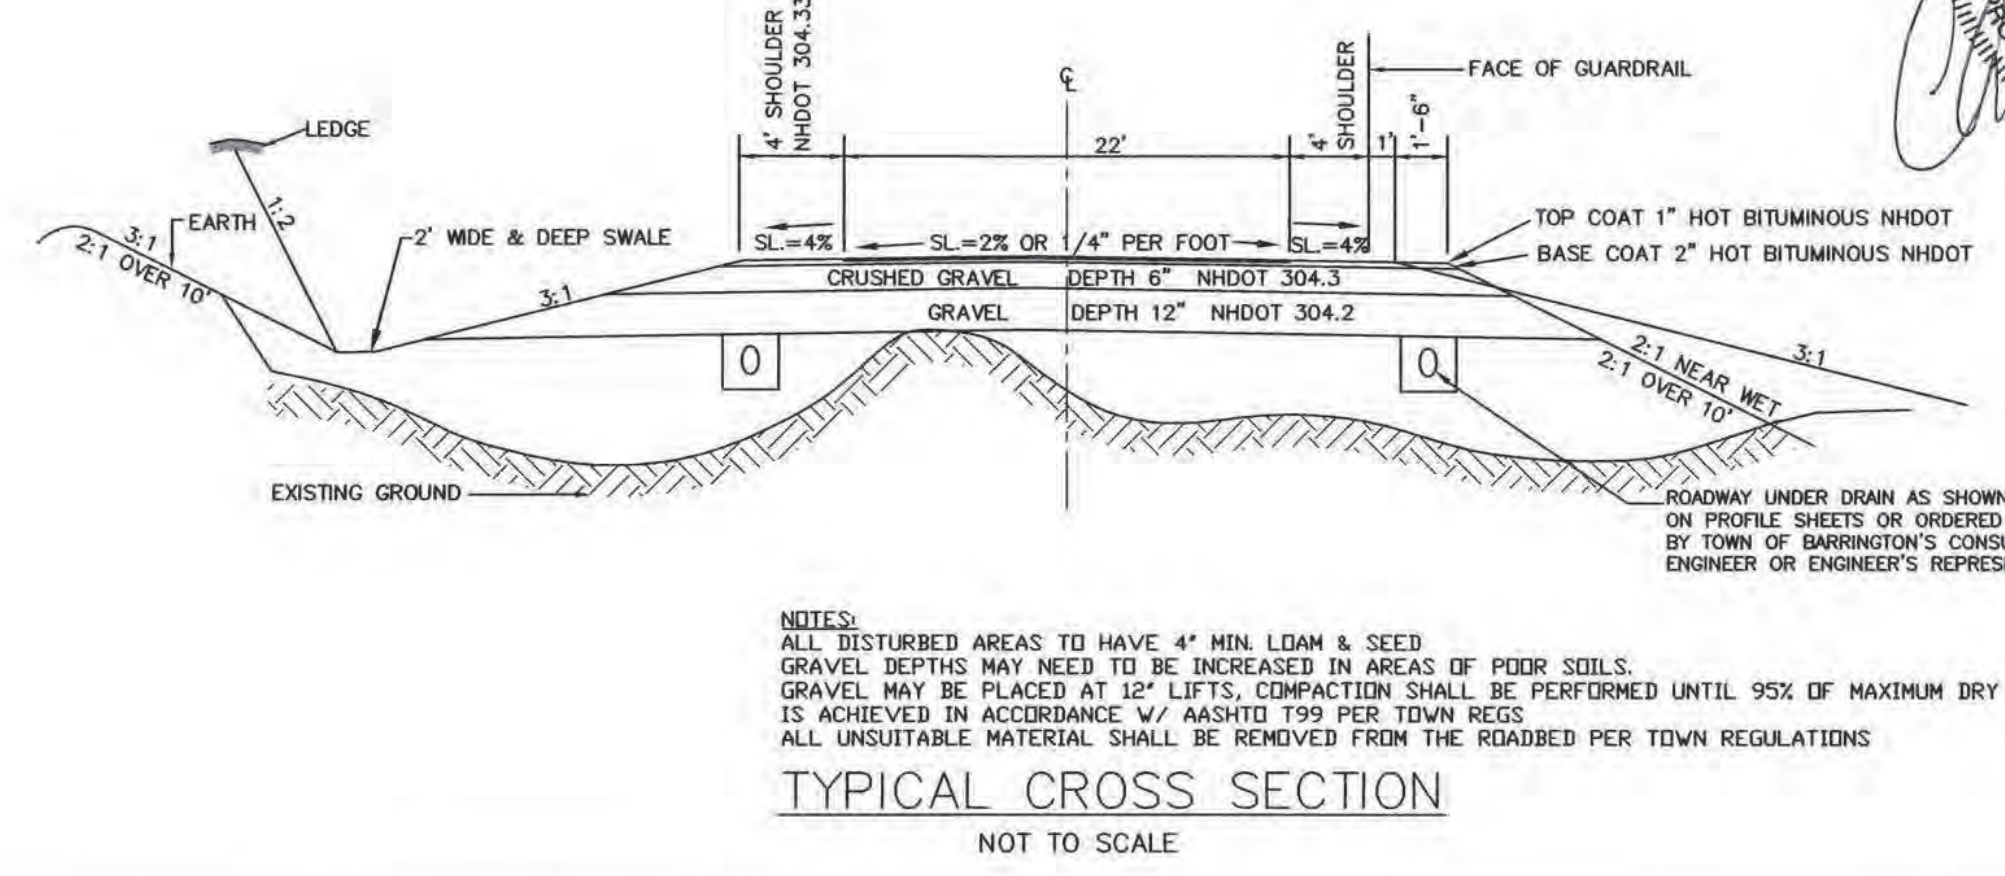 4' SHOULDER
NHDOT 304.33
℄
4'
SHOULDER
FACE OF GUARDRAIL
LEDGE
22'
1'
1'-6"
1:2
EARTH
3:1
2:1 OVER 10'
2' WIDE & DEEP SWALE
SL.=4%
SL.=2% OR 1/4" PER FOOT
SL.=4%
TOP COAT 1" HOT BITUMINOUS NHDOT
BASE COAT 2" HOT BITUMINOUS NHDOT
3:1
CRUSHED GRAVEL DEPTH 6" NHDOT 304.3
GRAVEL DEPTH 12" NHDOT 304.2
3:1
2:1 NEAR WET
2:1 OVER 10'
EXISTING GROUND
ROADWAY UNDER DRAIN AS SHOWN
ON PROFILE SHEETS OR ORDERED
BY TOWN OF BARRINGTON'S
ENGINEER OR ENGINEER'S
NOTES:
ALL DISTURBED AREAS TO HAVE 4" MIN. LOAM & SEED
GRAVEL DEPTHS MAY NEED TO BE INCREASED IN AREAS OF POOR SOILS.
GRAVEL MAY BE PLACED AT 12" LIFTS, COMPACTION SHALL BE PERFORMED UNTIL 95% OF MAXIMUM DRY
IS ACHIEVED IN ACCORDANCE W/ AASHTO T99 PER TOWN REGS
ALL UNSUITABLE MATERIAL SHALL BE REMOVED FROM THE ROADBED PER TOWN REGULATIONS
TYPICAL CROSS SECTION
NOT TO SCALE